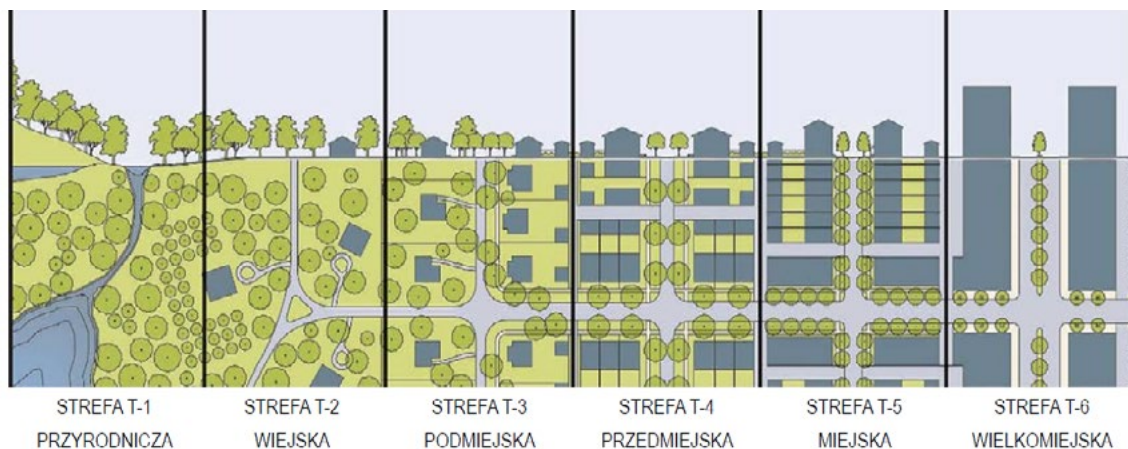 STREFA T-1
PRZYRODNICZA
STREFA T-2
WIEJSKA
STREFA T-3
PODMIEJSKA
STREFA T-4
PRZEDMIEJSKA
STREFA T-5
MIEJSKA
STREFA T-6
WIELKOMIEJSKA